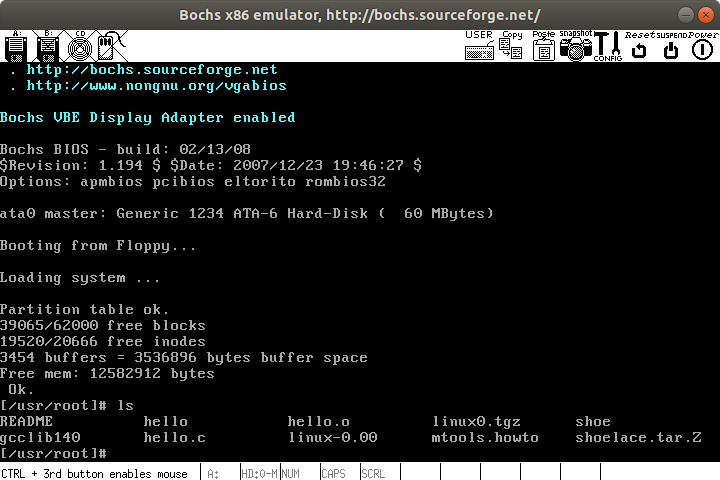 Bochs x86 emulator, http://bochs.sourceforge.net/
A: B: CD USER Copy Paste snapshot CONFIG Reset SUSPEND Power
. http://bochs.sourceforge.net
. http://www.nongnu.org/vgabios
Bochs VBE Display Adapter enabled
Bochs BIOS - build: 02/13/08
$Revision: 1.194 $ $Date: 2007/12/23 19:46:27 $
Options: apmbios pcibios eltorito rombios32
ata0 master: Generic 1234 ATA-6 Hard-Disk (  60 MBytes)
Booting from Floppy...
Loading system ...
Partition table ok.
39065/62000 free blocks
19520/20666 free inodes
3454 buffers = 3536896 bytes buffer space
Free mem: 12582912 bytes
 Ok.
[/usr/root]# ls
README          hello           hello.o         linux0.tgz      shoe
gcclib140       hello.c         linux-0.00      mtools.howto    shoelace.tar.Z
[/usr/root]#
CTRL + 3rd button enables mouse A: HD:0-M NUM CAPS SCRL